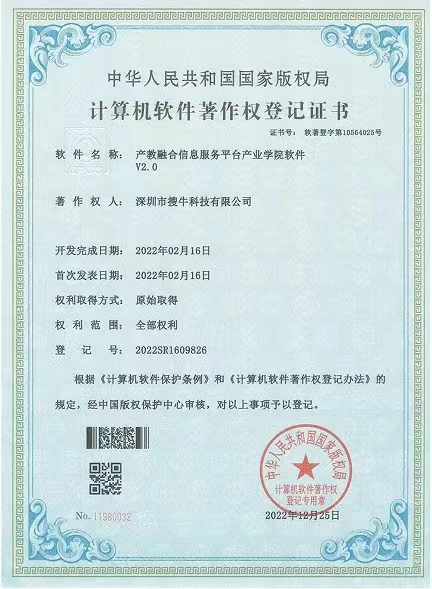 中华人民共和国国家版权局
计算机软件著作权登记证书
证书号： 软著登字第10564025号
软件名称： 产教融合信息服务平台产业学院软件
V2.0
著作权人： 深圳市搜牛科技有限公司
开发完成日期： 2022年02月16日
首次发表日期： 2022年02月16日
权利取得方式： 原始取得
权利范围： 全部权利
登记号： 2022SR1609826
根据《计算机软件保护条例》和《计算机软件著作权登记办法》的
规定，经中国版权保护中心审核，对以上事项予以登记。
中华人民共和国国家版权局
计算机软件著作权
登记专用章
No. 11980032
2022年12月25日